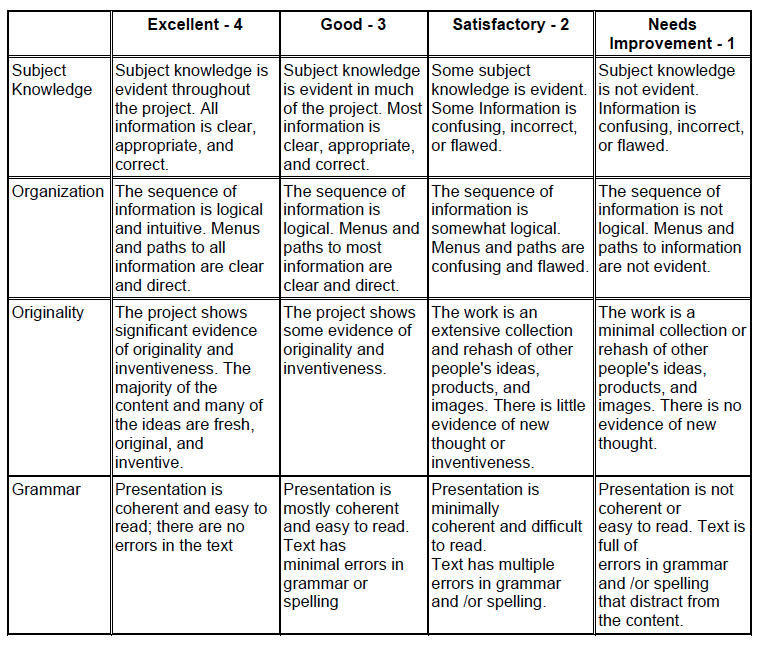 Excellent - 4
Good - 3
Satisfactory - 2
Needs
Improvement - 1
Subject
Knowledge
Subject knowledge is
evident throughout
the project. All
information is clear,
appropriate, and
correct.
Subject knowledge
is evident in much
of the project. Most
information is
clear, appropriate,
and correct.
Some subject
knowledge is evident.
Some Information is
confusing, incorrect,
or flawed.
Subject knowledge
is not evident.
Information is
confusing, incorrect,
or flawed.
Organization
The sequence of
information is logical
and intuitive. Menus
and paths to all
information are clear
and direct.
The sequence of
information is
logical. Menus and
paths to most
information are
clear and direct.
The sequence of
information is
somewhat logical.
Menus and paths are
confusing and flawed.
The sequence of
information is not
logical. Menus and
paths to information
are not evident.
Originality
The project shows
significant evidence
of originality and
inventiveness. The
majority of the
content and many of
the ideas are fresh,
original, and
inventive.
The project shows
some evidence of
originality and
inventiveness.
The work is an
extensive collection
and rehash of other
people's ideas,
products, and
images. There is little
evidence of new
thought or
inventiveness.
The work is a
minimal collection or
rehash of other
people's ideas,
products, and
images. There is no
evidence of new
thought.
Grammar
Presentation is
coherent and easy to
read; there are no
errors in the text
Presentation is
mostly coherent
and easy to read.
Text has
minimal errors in
grammar or
spelling
Presentation is
minimally
coherent and difficult
to read.
Text has multiple
errors in grammar
and /or spelling.
Presentation is not
coherent or
easy to read. Text is
full of
errors in grammar
and /or spelling
that distract from
the content.